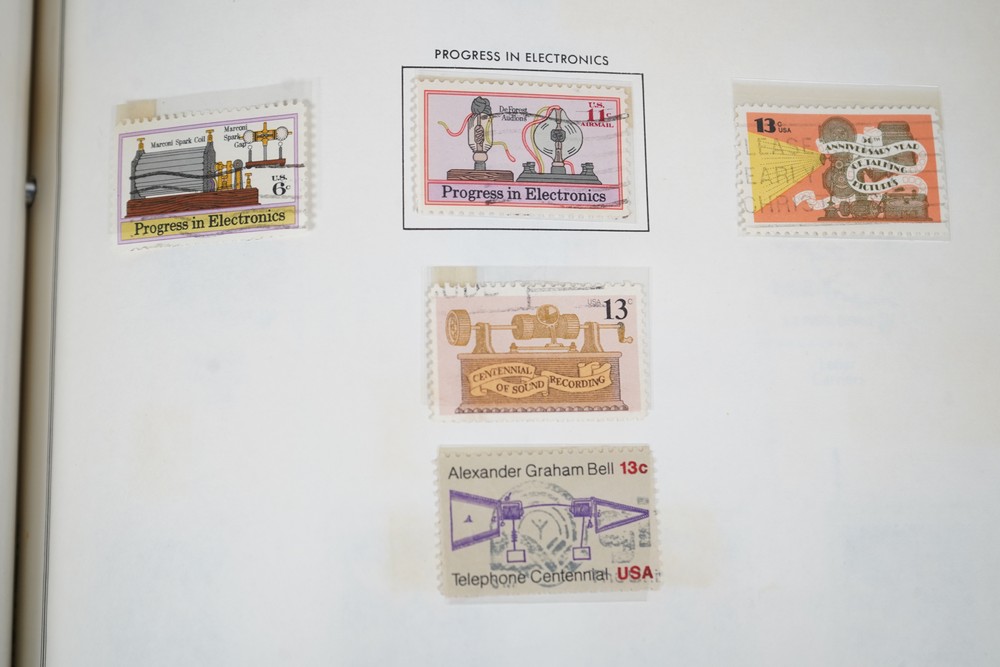 PROGRESS IN ELECTRONICS
Marconi Spark Coil
Marconi
Spark
Gap
U.S.
6c
Progress in Electronics
DeForest
Audions
U.S.
11c
AIRMAIL
Progress in Electronics
13c
USA
50TH
ANNIVERSARY YEAR
OF TALKING
PICTURES
USA 13c
CENTENNIAL
OF SOUND
RECORDING
Alexander Graham Bell 13c
Telephone Centennial USA